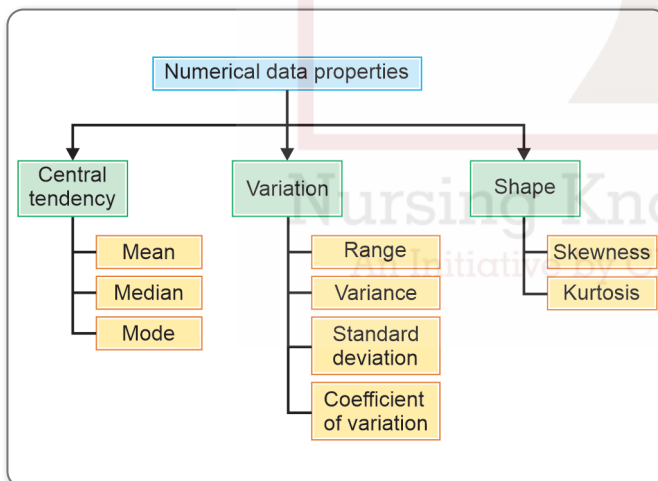 Numerical data properties
Central
tendency
Mean
Median
Mode
Variation
Range
Variance
Standard
deviation
Coefficient
of variation
Shape
Skewness
Kurtosis
Nursing Kno
An Initiative by C